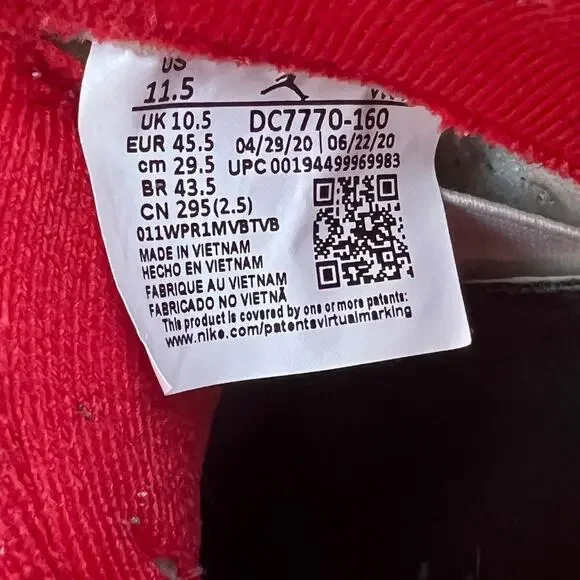 US
11.5
UK 10.5 DC7770-160
EUR 45.5 04/29/20 | 06/22/20
cm 29.5 UPC 00194499969983
BR 43.5
CN 295(2.5)
011WPR1MVBTVB
MADE IN VIETNAM
HECHO EN VIETNAM
FABRIQUE AU VIETNAM
FABRICADO NO VIETNÃ
This product is covered by one or more patents:
www.nike.com/patentsvirtualmarking